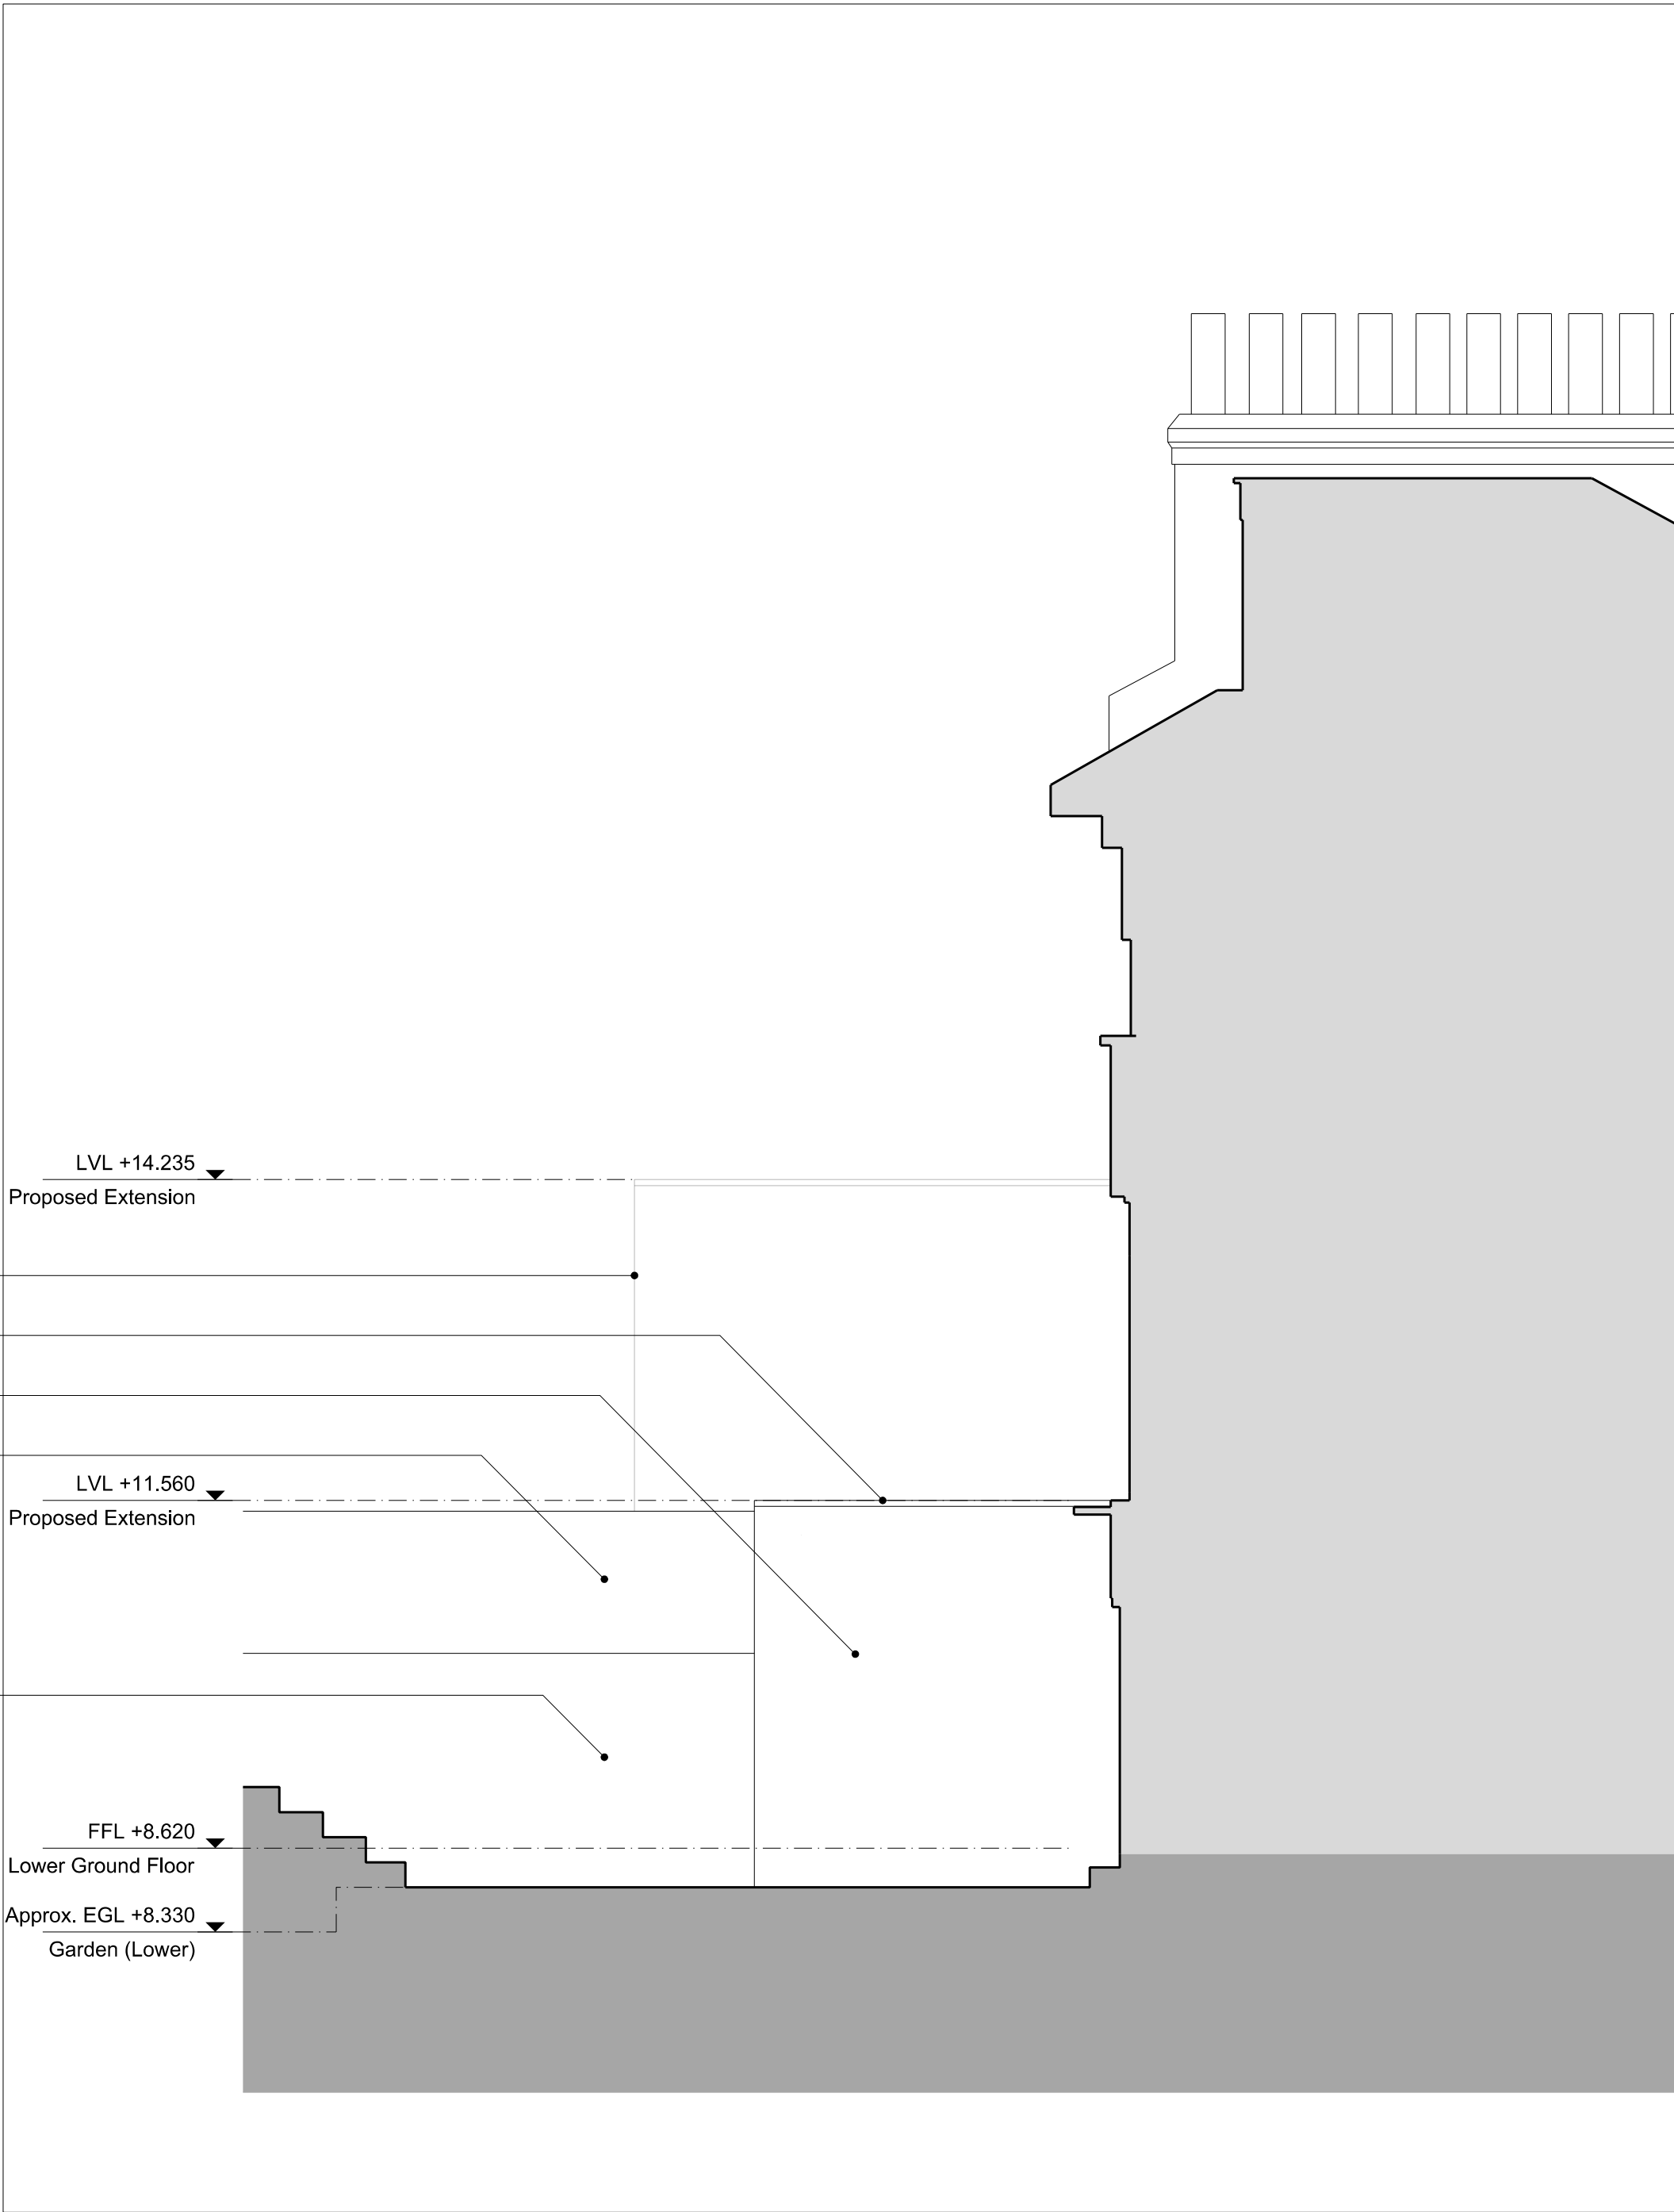 LVL +14.235
Proposed Extension
LVL +11.560
Proposed Extension
FFL +8.620
Lower Ground Floor
Approx. EGL +8.330
Garden (Lower)